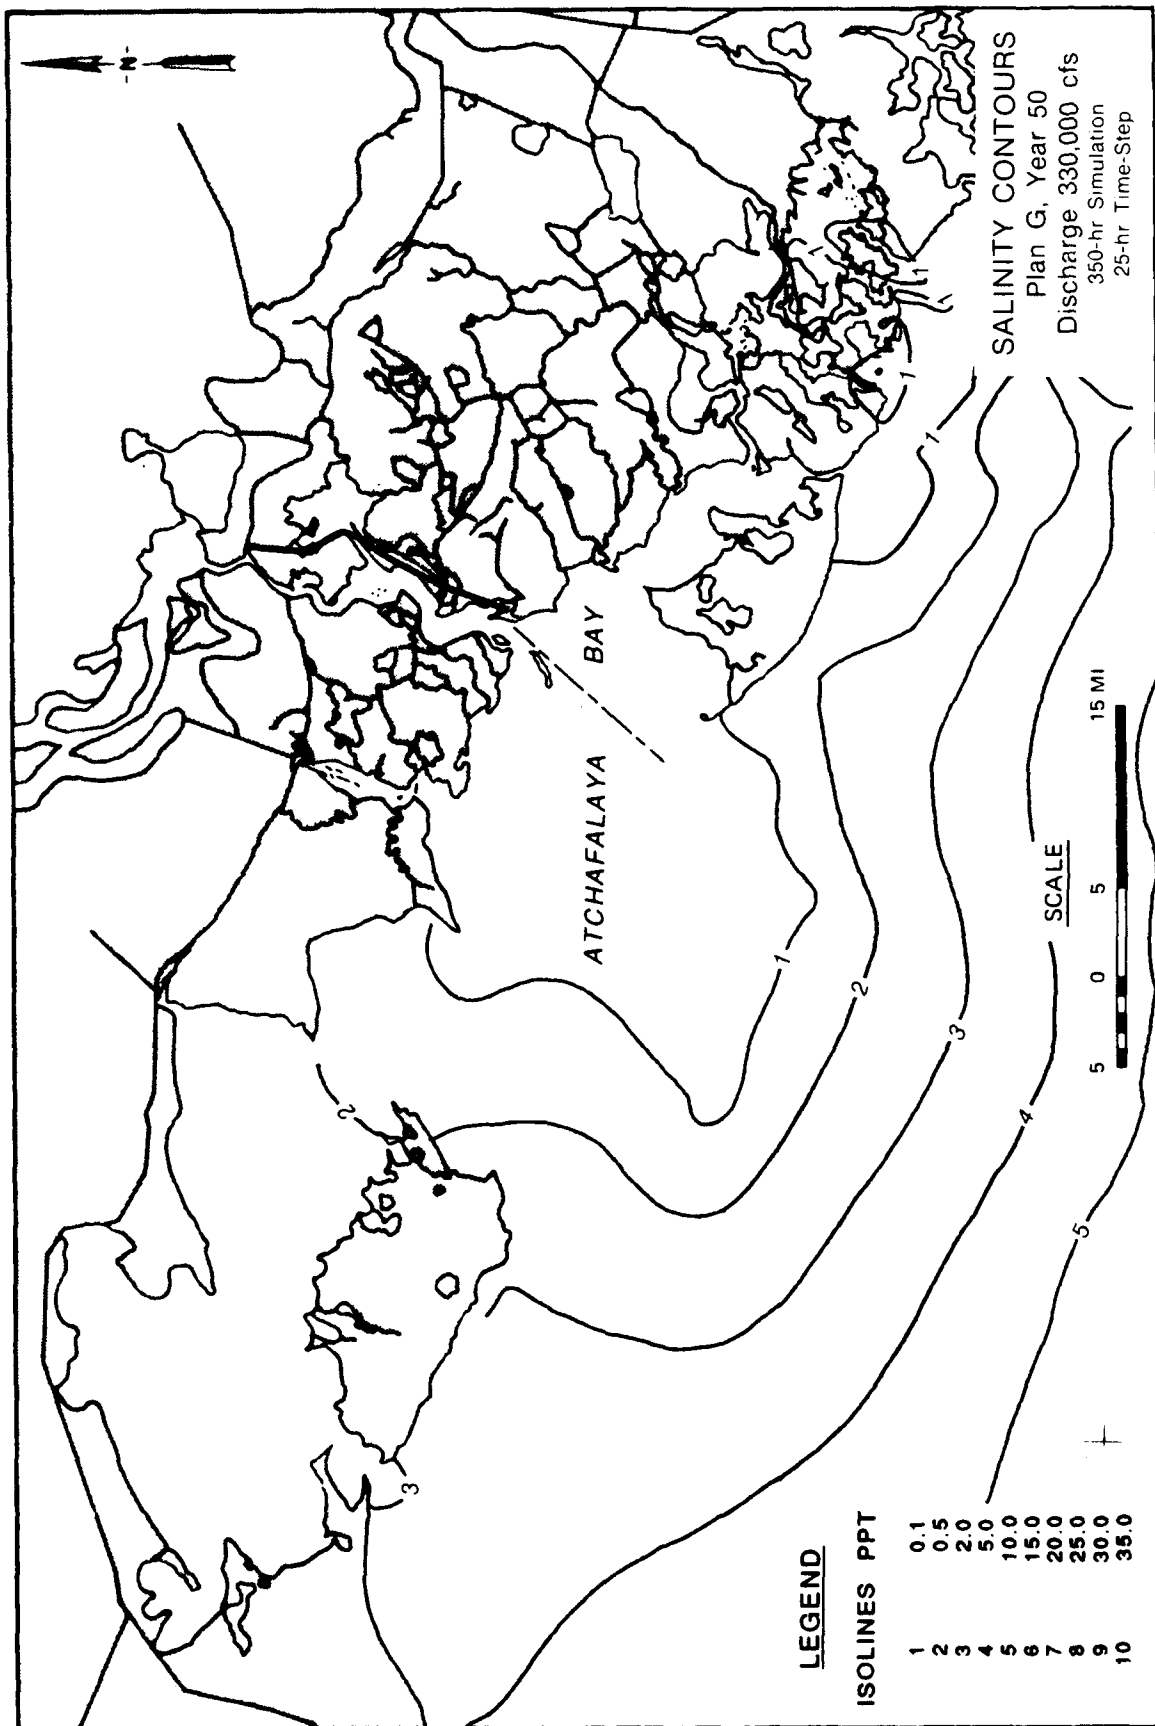 -N-
ATCHAFALAYA BAY
1
2
3
4
5
2
3
1
1
1
SALINITY CONTOURS
Plan G, Year 50
Discharge 330,000 cfs
350-hr Simulation
25-hr Time-Step
SCALE
5 0 5 15 MI
LEGEND
ISOLINES PPT
1 0.1
2 0.5
3 2.0
4 5.0
5 10.0
6 15.0
7 20.0
8 25.0
9 30.0
10 35.0